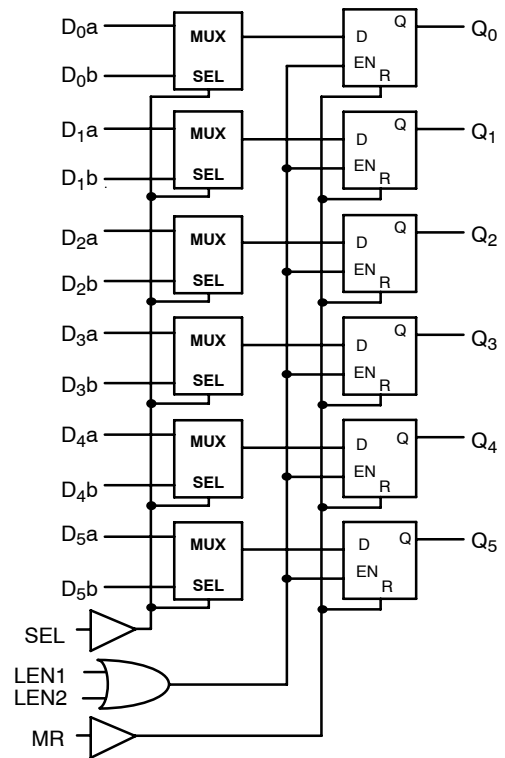 D₀a MUX D Q Q₀
D₀b SEL EN R
D₁a MUX D Q Q₁
D₁b SEL EN R
D₂a MUX D Q Q₂
D₂b SEL EN R
D₃a MUX D Q Q₃
D₃b SEL EN R
D₄a MUX D Q Q₄
D₄b SEL EN R
D₅a MUX D Q Q₅
D₅b SEL EN R
SEL
LEN1
LEN2
MR